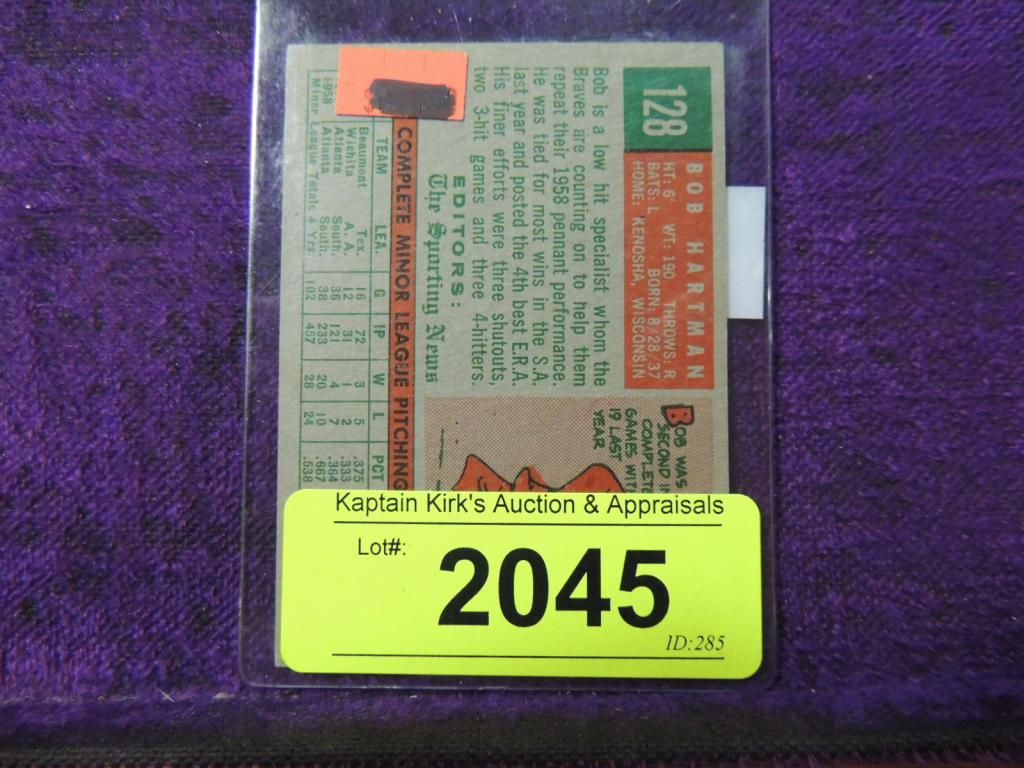 128
BOB HARTMAN
HT: 6' WT: 190 THROWS: R
BATS: L BORN: 8/28/37
HOME: KENOSHA, WISCONSIN
Bob is a low hit specialist whom the
Braves are counting on to help them
repeat their 1958 pennant performance.
He was tied for most wins in the S.A.
last year and posted the 4th best E.R.A.
His finer efforts were three shutouts,
two 3-hit games and three 4-hitters.
EDITORS:
The Sporting News
BOB WAS
SECOND IN
COMPLETE
GAMES WITH
19 LAST
YEAR
COMPLETE MINOR LEAGUE PITCHING
TEAM LEA. G IP W L PCT
Beaumont Tex. 16 72 3 5 .375
Wichita A. A. 12 31 1 2 .333
Atlanta South. 36 121 4 7 .364
1958 Atlanta South. 38 233 20 10 .667
Minor League Totals 4 Yrs. 102 457 28 24 .538
Kaptain Kirk's Auction & Appraisals
Lot#:
2045
ID:285